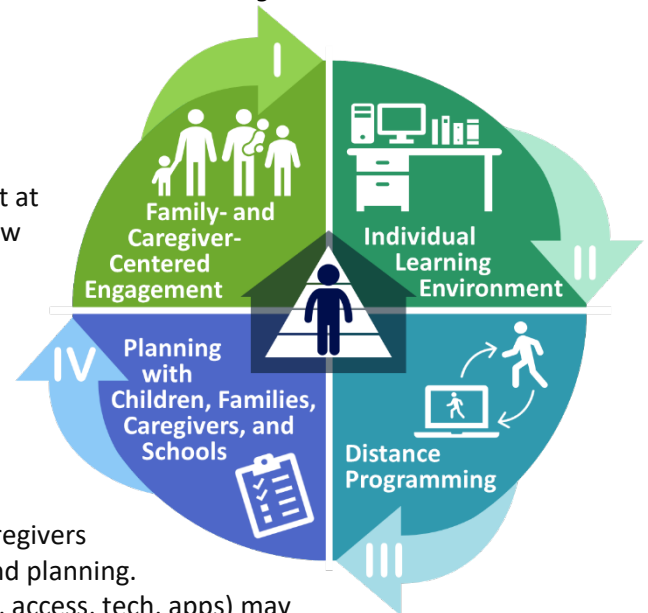 I
Family- and
Caregiver-
Centered
Engagement
Individual
Learning
Environment
II
t at
w
IV
Planning
with
Children, Families,
Caregivers, and
Schools
Distance
Programming
III
regivers
nd planning.
, access, tech, apps) may